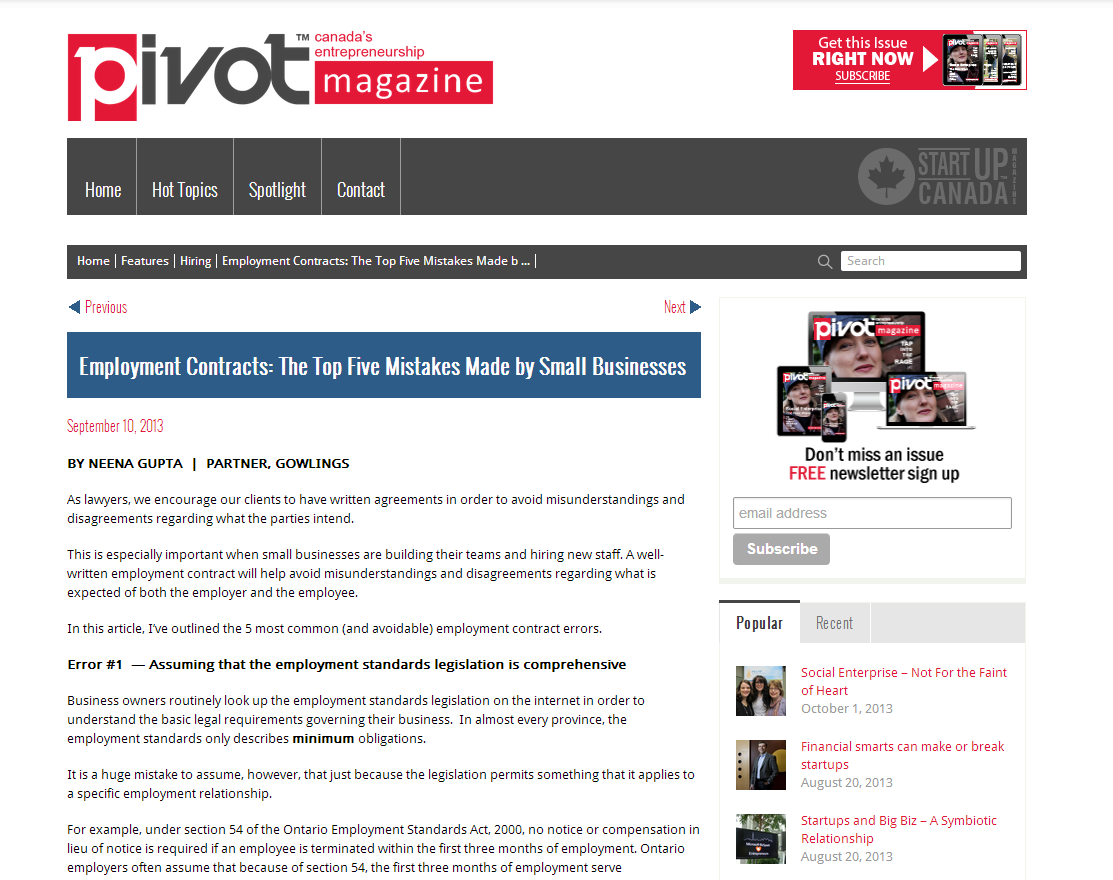 pivot™ canada's
entrepreneurship
magazine
Get this Issue
RIGHT NOW
SUBSCRIBE
Home
Hot Topics
Spotlight
Contact
STARTUP™
CANADA
MAGAZINE
Home | Features | Hiring | Employment Contracts: The Top Five Mistakes Made b ... |
Search
Previous
Next
Employment Contracts: The Top Five Mistakes Made by Small Businesses
September 10, 2013
BY NEENA GUPTA | PARTNER, GOWLINGS
As lawyers, we encourage our clients to have written agreements in order to avoid misunderstandings and
disagreements regarding what the parties intend.
This is especially important when small businesses are building their teams and hiring new staff. A well-
written employment contract will help avoid misunderstandings and disagreements regarding what is
expected of both the employer and the employee.
In this article, I've outlined the 5 most common (and avoidable) employment contract errors.
Error #1 — Assuming that the employment standards legislation is comprehensive
Business owners routinely look up the employment standards legislation on the internet in order to
understand the basic legal requirements governing their business. In almost every province, the
employment standards only describes minimum obligations.
It is a huge mistake to assume, however, that just because the legislation permits something that it applies to
a specific employment relationship.
For example, under section 54 of the Ontario Employment Standards Act, 2000, no notice or compensation in
lieu of notice is required if an employee is terminated within the first three months of employment. Ontario
employers often assume that because of section 54, the first three months of employment serve
pivot magazine
TAP
INTO THE
RAGE
pivot
pivot magazine
Don't miss an issue
FREE newsletter sign up
email address
Subscribe
Popular
Recent
Social Enterprise – Not For the Faint
of Heart
October 1, 2013
Financial smarts can make or break
startups
August 20, 2013
Startups and Big Biz – A Symbiotic
Relationship
August 20, 2013